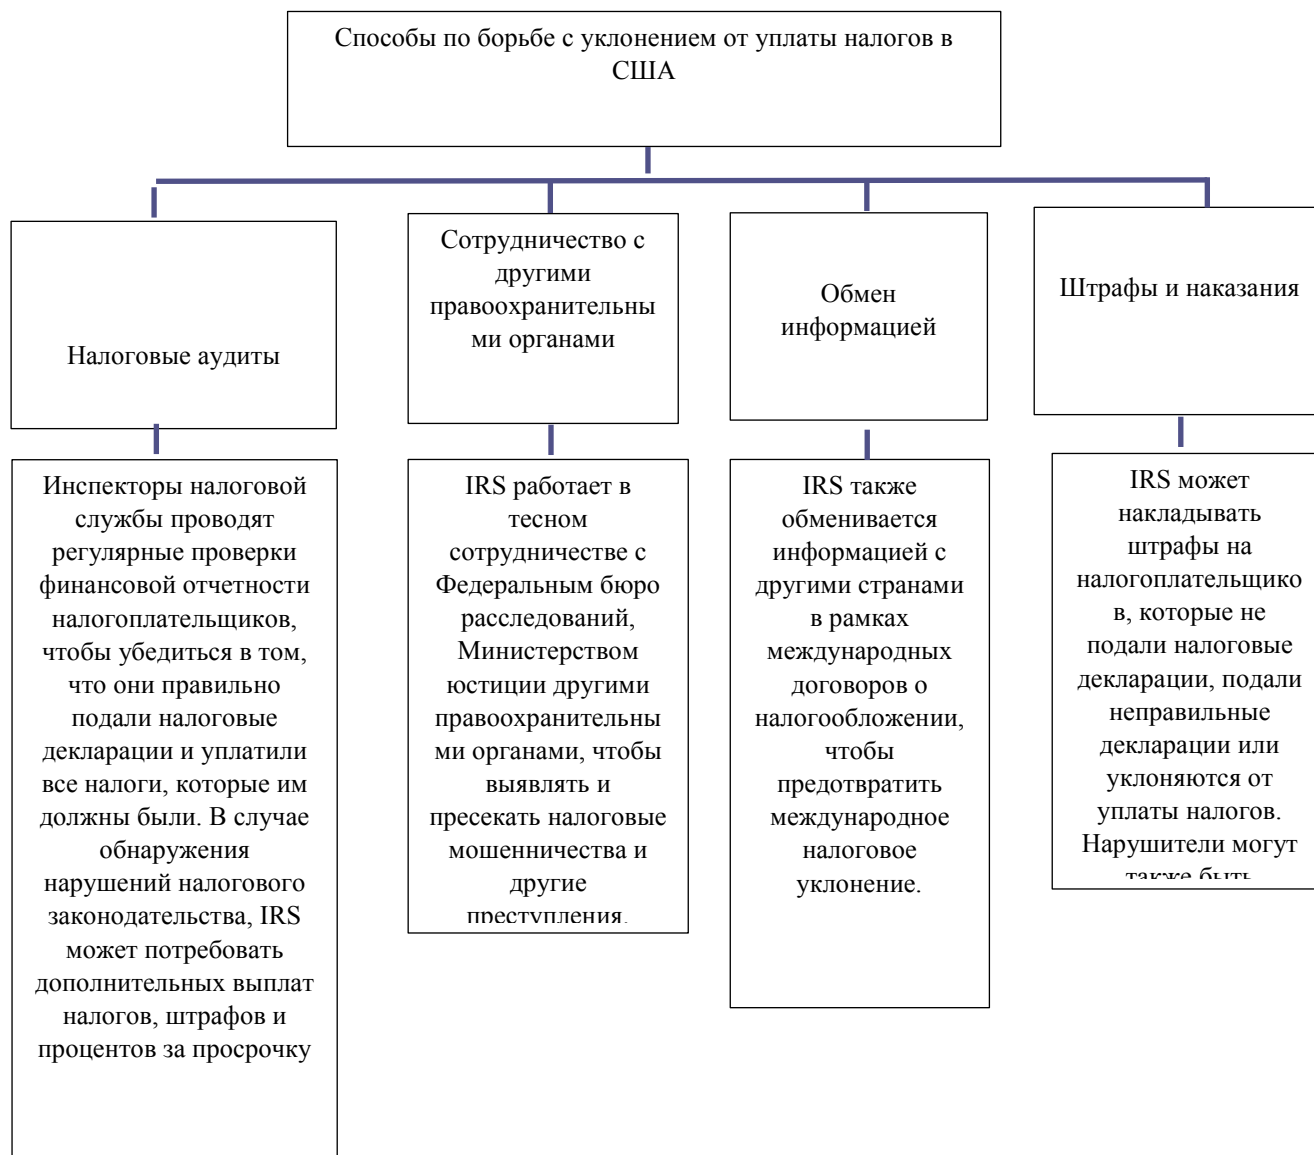 Способы по борьбе с уклонением от уплаты налогов в
США
Налоговые аудиты
Сотрудничество с
другими
правоохранительны
ми органами
Обмен
информацией
Штрафы и наказания
Инспекторы налоговой
службы проводят
регулярные проверки
финансовой отчетности
налогоплательщиков,
чтобы убедиться в том,
что они правильно
подали налоговые
декларации и уплатили
все налоги, которые им
должны были. В случае
обнаружения
нарушений налогового
законодательства, IRS
может потребовать
дополнительных выплат
налогов, штрафов и
процентов за просрочку
IRS работает в
тесном
сотрудничестве с
Федеральным бюро
расследований,
Министерством
юстиции другими
правоохранительны
ми органами, чтобы
выявлять и
пресекать налоговые
мошенничества и
другие
преступления.
IRS также
обменивается
информацией с
другими странами
в рамках
международных
договоров о
налогообложении,
чтобы
предотвратить
международное
налоговое
уклонение.
IRS может
накладывать
штрафы на
налогоплательщико
в, которые не
подали налоговые
декларации, подали
неправильные
декларации или
уклоняются от
уплаты налогов.
Нарушители могут
также быть